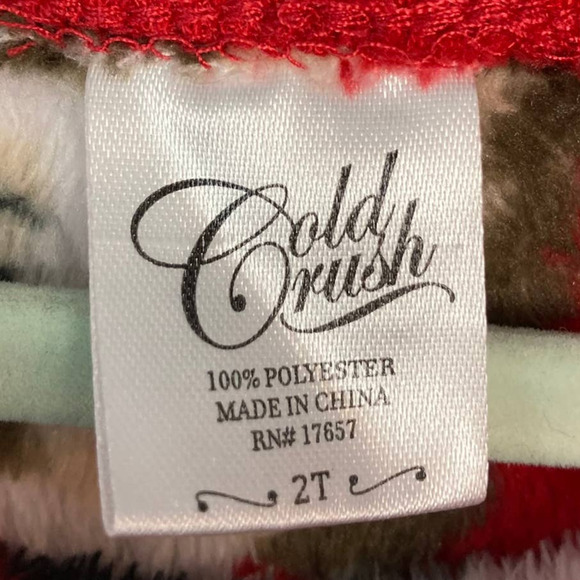 Cold
Crush
100% POLYESTER
MADE IN CHINA
RN# 17657
2T